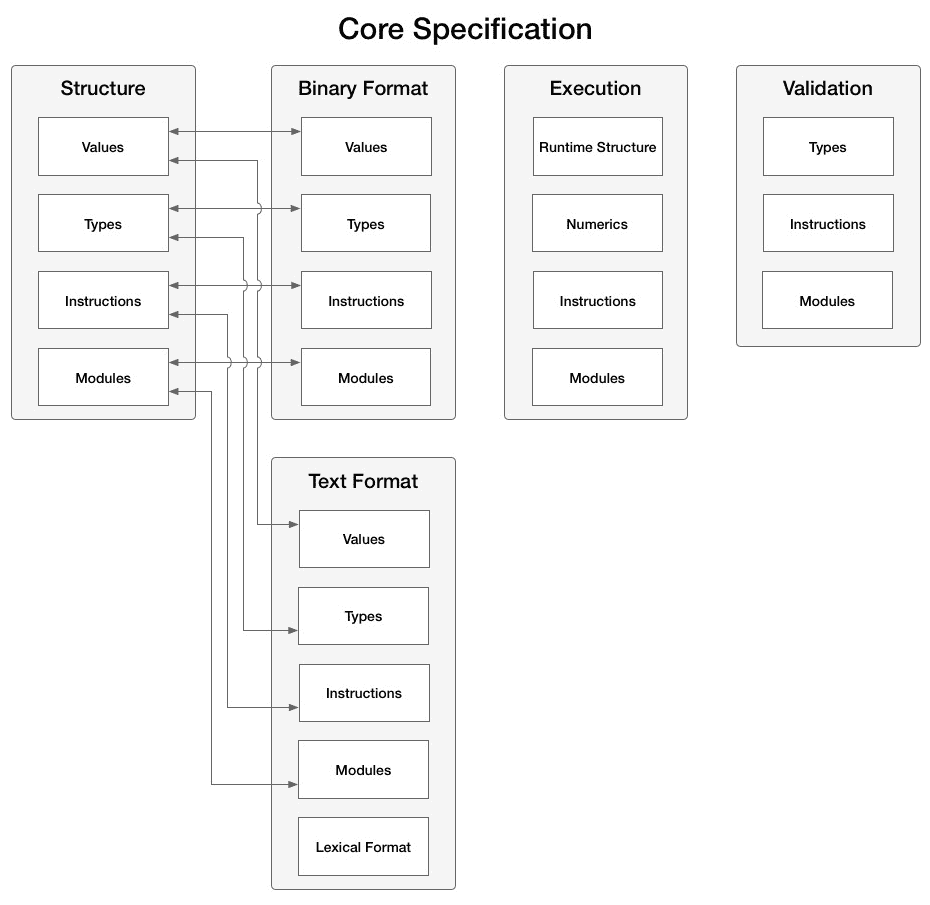 Core Specification
Structure
Values
Types
Instructions
Modules
Binary Format
Values
Types
Instructions
Modules
Execution
Runtime Structure
Numerics
Instructions
Modules
Validation
Types
Instructions
Modules
Text Format
Values
Types
Instructions
Modules
Lexical Format